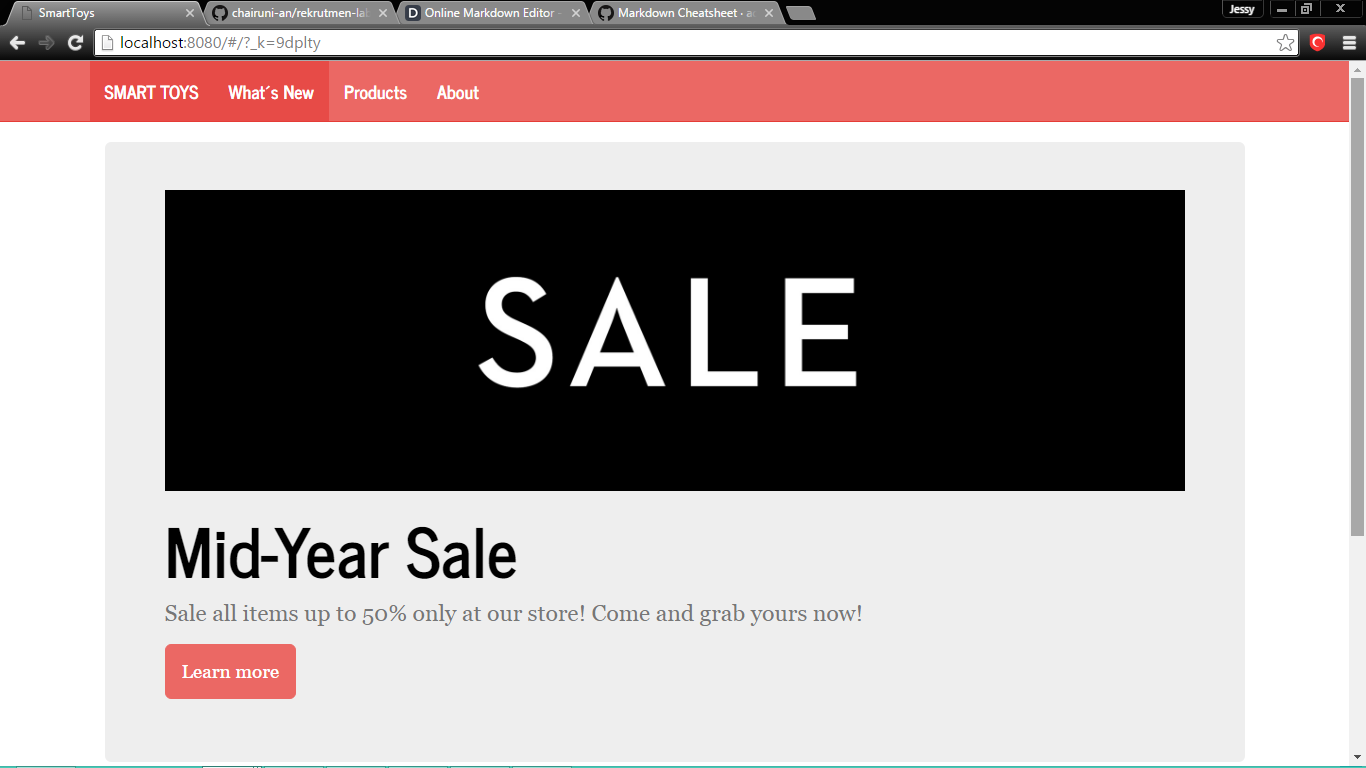 SmartToys
chairuni-an/rekrutmen-lab
Online Markdown Editor -
Markdown Cheatsheet · a
Jessy
localhost:8080/#/?_k=9dplty
SMART TOYS What´s New Products About
SALE
Mid-Year Sale
Sale all items up to 50% only at our store! Come and grab yours now!
Learn more